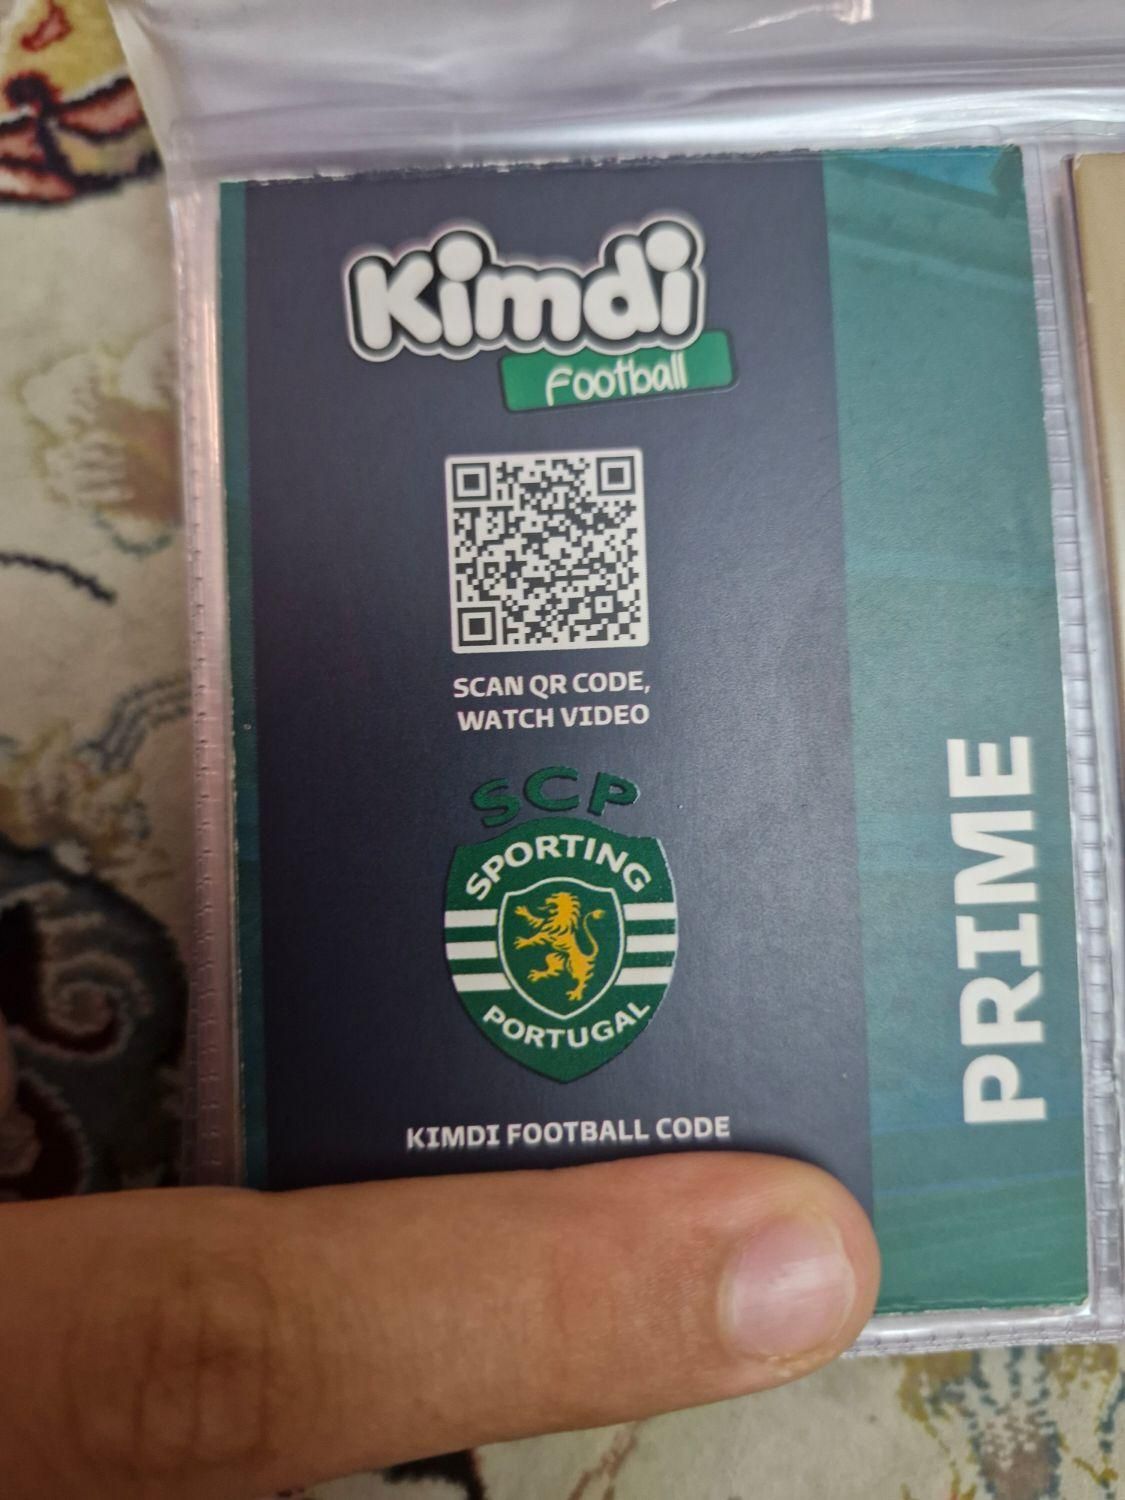 Kimdi
Football
SCAN QR CODE,
WATCH VIDEO
SCP
SPORTING
PORTUGAL
KIMDI FOOTBALL CODE
PRIME